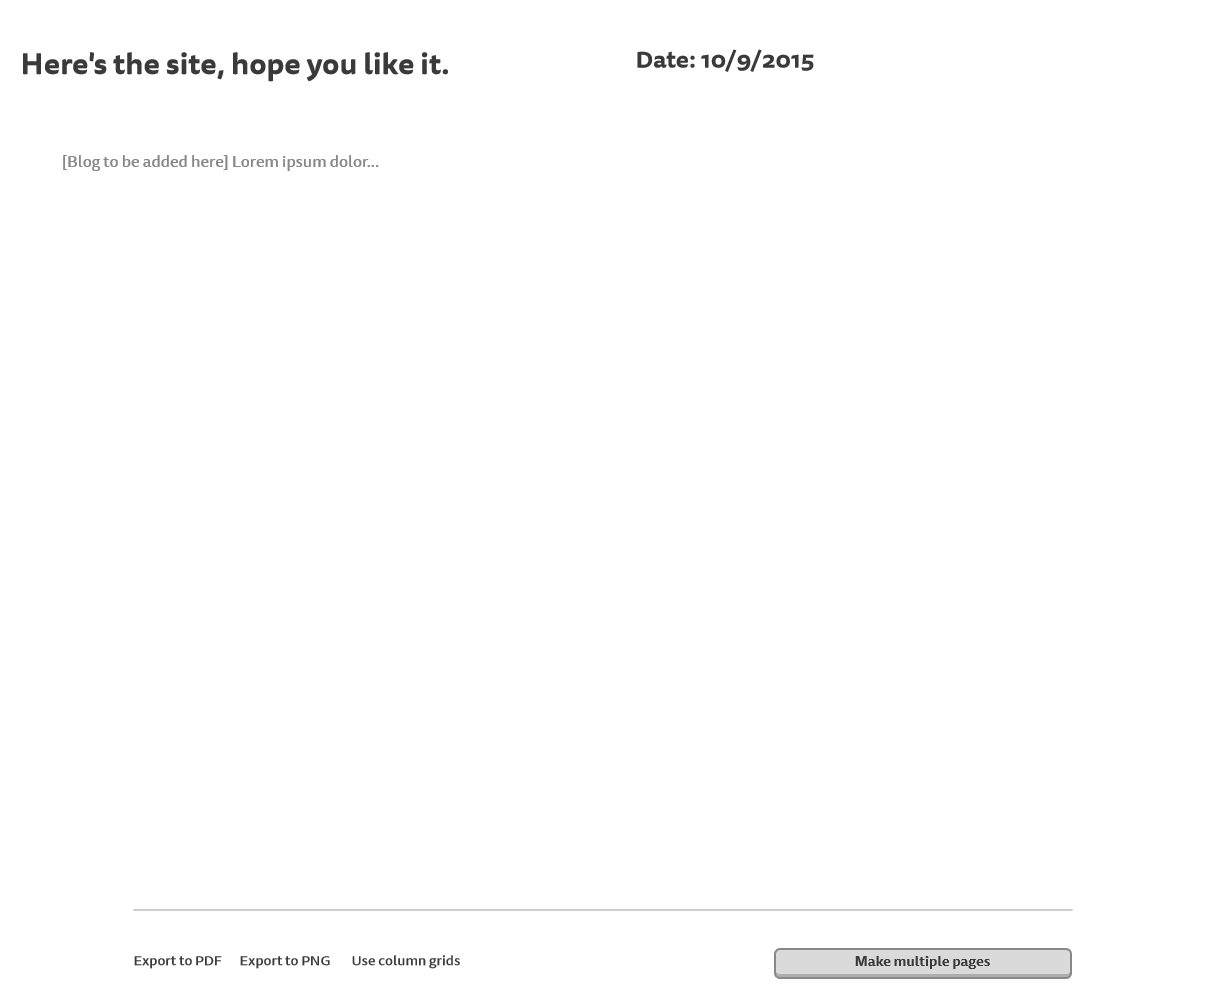 Here's the site, hope you like it.
Date: 10/9/2015
[Blog to be added here] Lorem ipsum dolor...
Export to PDF
Export to PNG
Use column grids
Make multiple pages